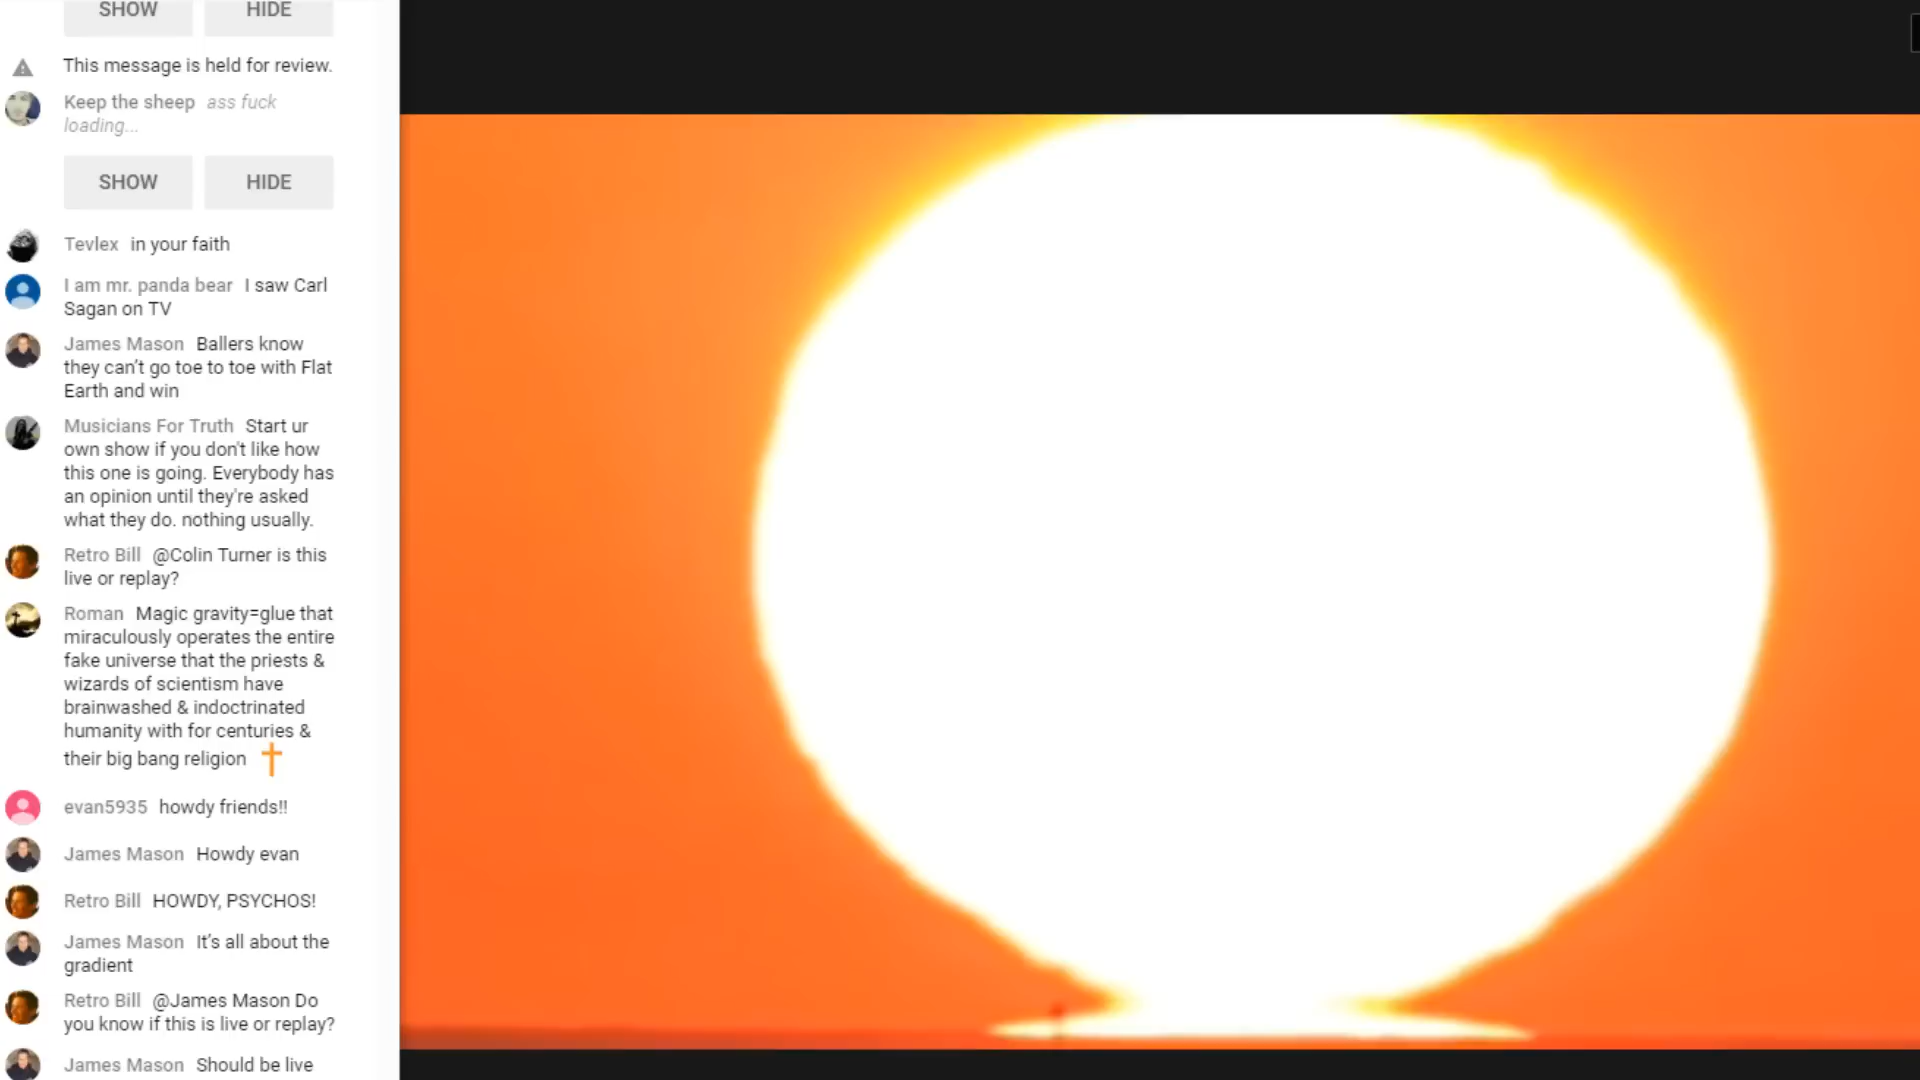 SHOW HIDE
This message is held for review.
Keep the sheep ass fuck
loading...
SHOW HIDE
Tevlex in your faith
I am mr. panda bear I saw Carl
Sagan on TV
James Mason Ballers know
they can't go toe to toe with Flat
Earth and win
Musicians For Truth Start ur
own show if you don't like how
this one is going. Everybody has
an opinion until they're asked
what they do. nothing usually.
Retro Bill @Colin Turner is this
live or replay?
Roman Magic gravity=glue that
miraculously operates the entire
fake universe that the priests &
wizards of scientism have
brainwashed & indoctrinated
humanity with for centuries &
their big bang religion
evan5935 howdy friends!!
James Mason Howdy evan
Retro Bill HOWDY, PSYCHOS!
James Mason It's all about the
gradient
Retro Bill @James Mason Do
you know if this is live or replay?
James Mason Should be live